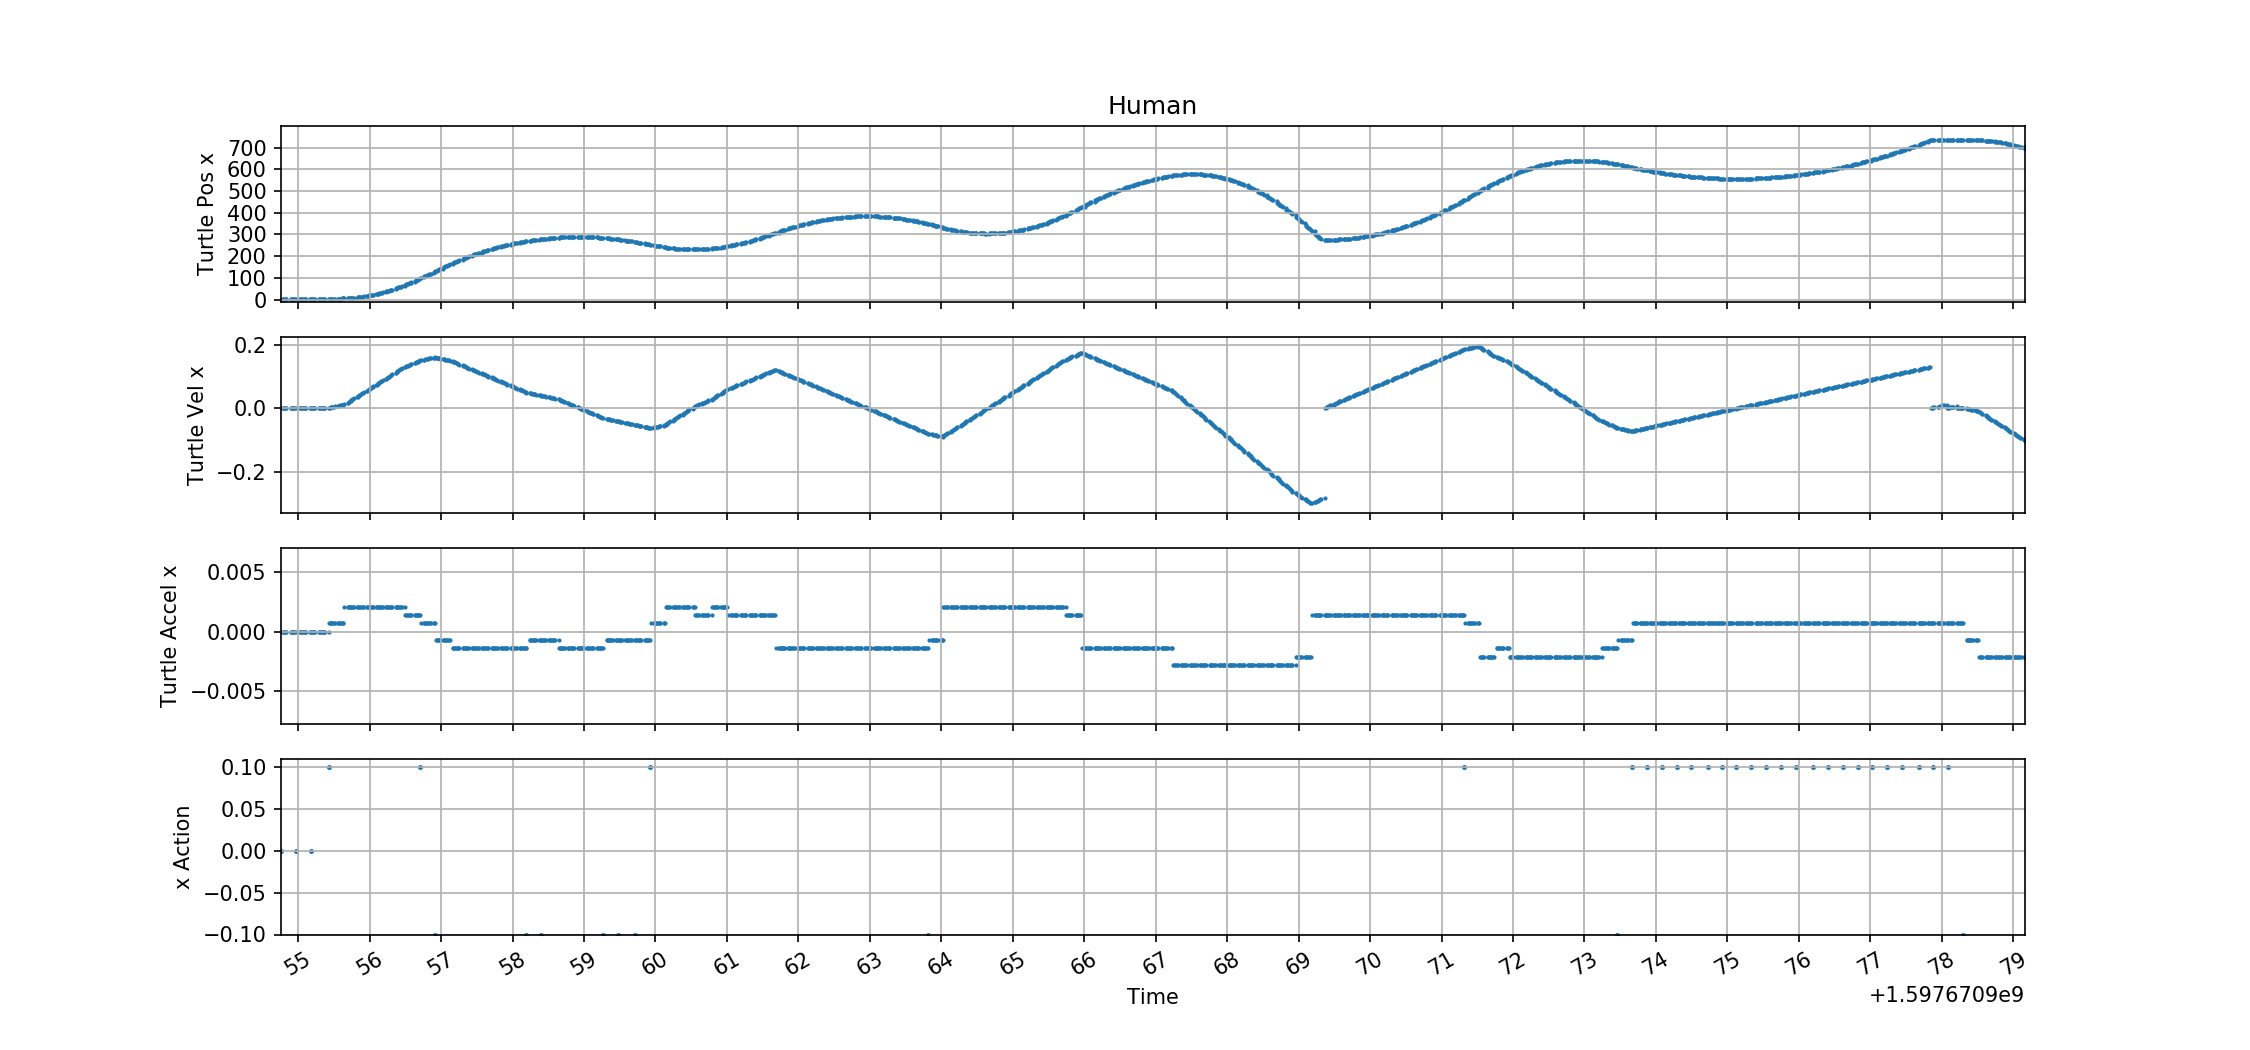 Human
Turtle Pos x
700
600
500
400
300
200
100
0
Turtle Vel x
0.2
0.0
−0.2
Turtle Accel x
0.005
0.000
−0.005
x Action
0.10
0.05
0.00
−0.05
−0.10
55 56 57 58 59 60 61 62 63 64 65 66 67 68 69 70 71 72 73 74 75 76 77 78 79
Time
+1.5976709e9